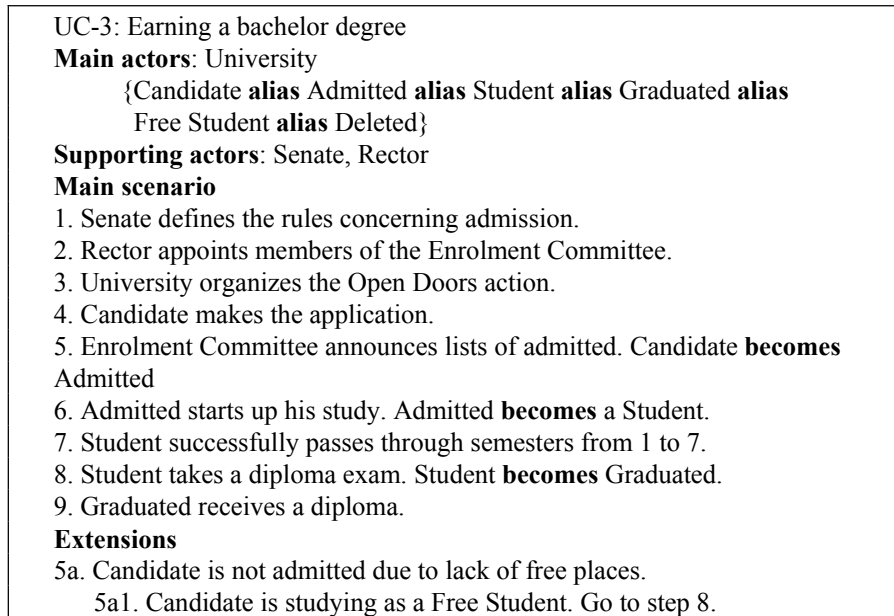 UC-3: Earning a bachelor degree
Main actors: University
{Candidate alias Admitted alias Student alias Graduated alias
Free Student alias Deleted}
Supporting actors: Senate, Rector
Main scenario
1. Senate defines the rules concerning admission.
2. Rector appoints members of the Enrolment Committee.
3. University organizes the Open Doors action.
4. Candidate makes the application.
5. Enrolment Committee announces lists of admitted. Candidate becomes
Admitted
6. Admitted starts up his study. Admitted becomes a Student.
7. Student successfully passes through semesters from 1 to 7.
8. Student takes a diploma exam. Student becomes Graduated.
9. Graduated receives a diploma.
Extensions
5a. Candidate is not admitted due to lack of free places.
5a1. Candidate is studying as a Free Student. Go to step 8.